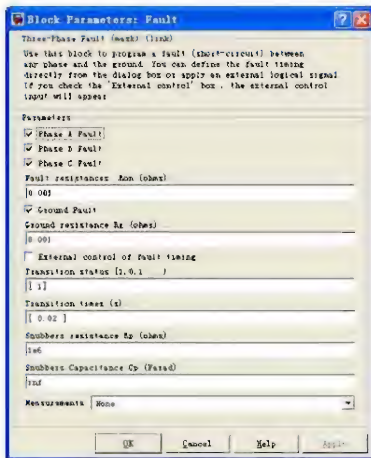 Block Parameters: Fault
Three-Phase Fault (mask) (link)
Use this block to program a fault (short-circuit) between
any phase and the ground. You can define the fault timing
directly from the dialog box or apply an external logical signal.
If you check the 'External control' box , the external control
input will appear.
Parameters
Phase A Fault
Phase B Fault
Phase C Fault
Fault resistances Ron (ohms)
0.001
Ground Fault
Ground resistance Rg (ohms)
0.001
External control of fault timing
Transition status [1,0,1 ...]
[ 1]
Transition times (s)
[ 0.02 ]
Snubbers resistance Rp (ohms)
1e6
Snubbers Capacitance Cp (Farad)
inf
Measurements None
OK Cancel Help Apply